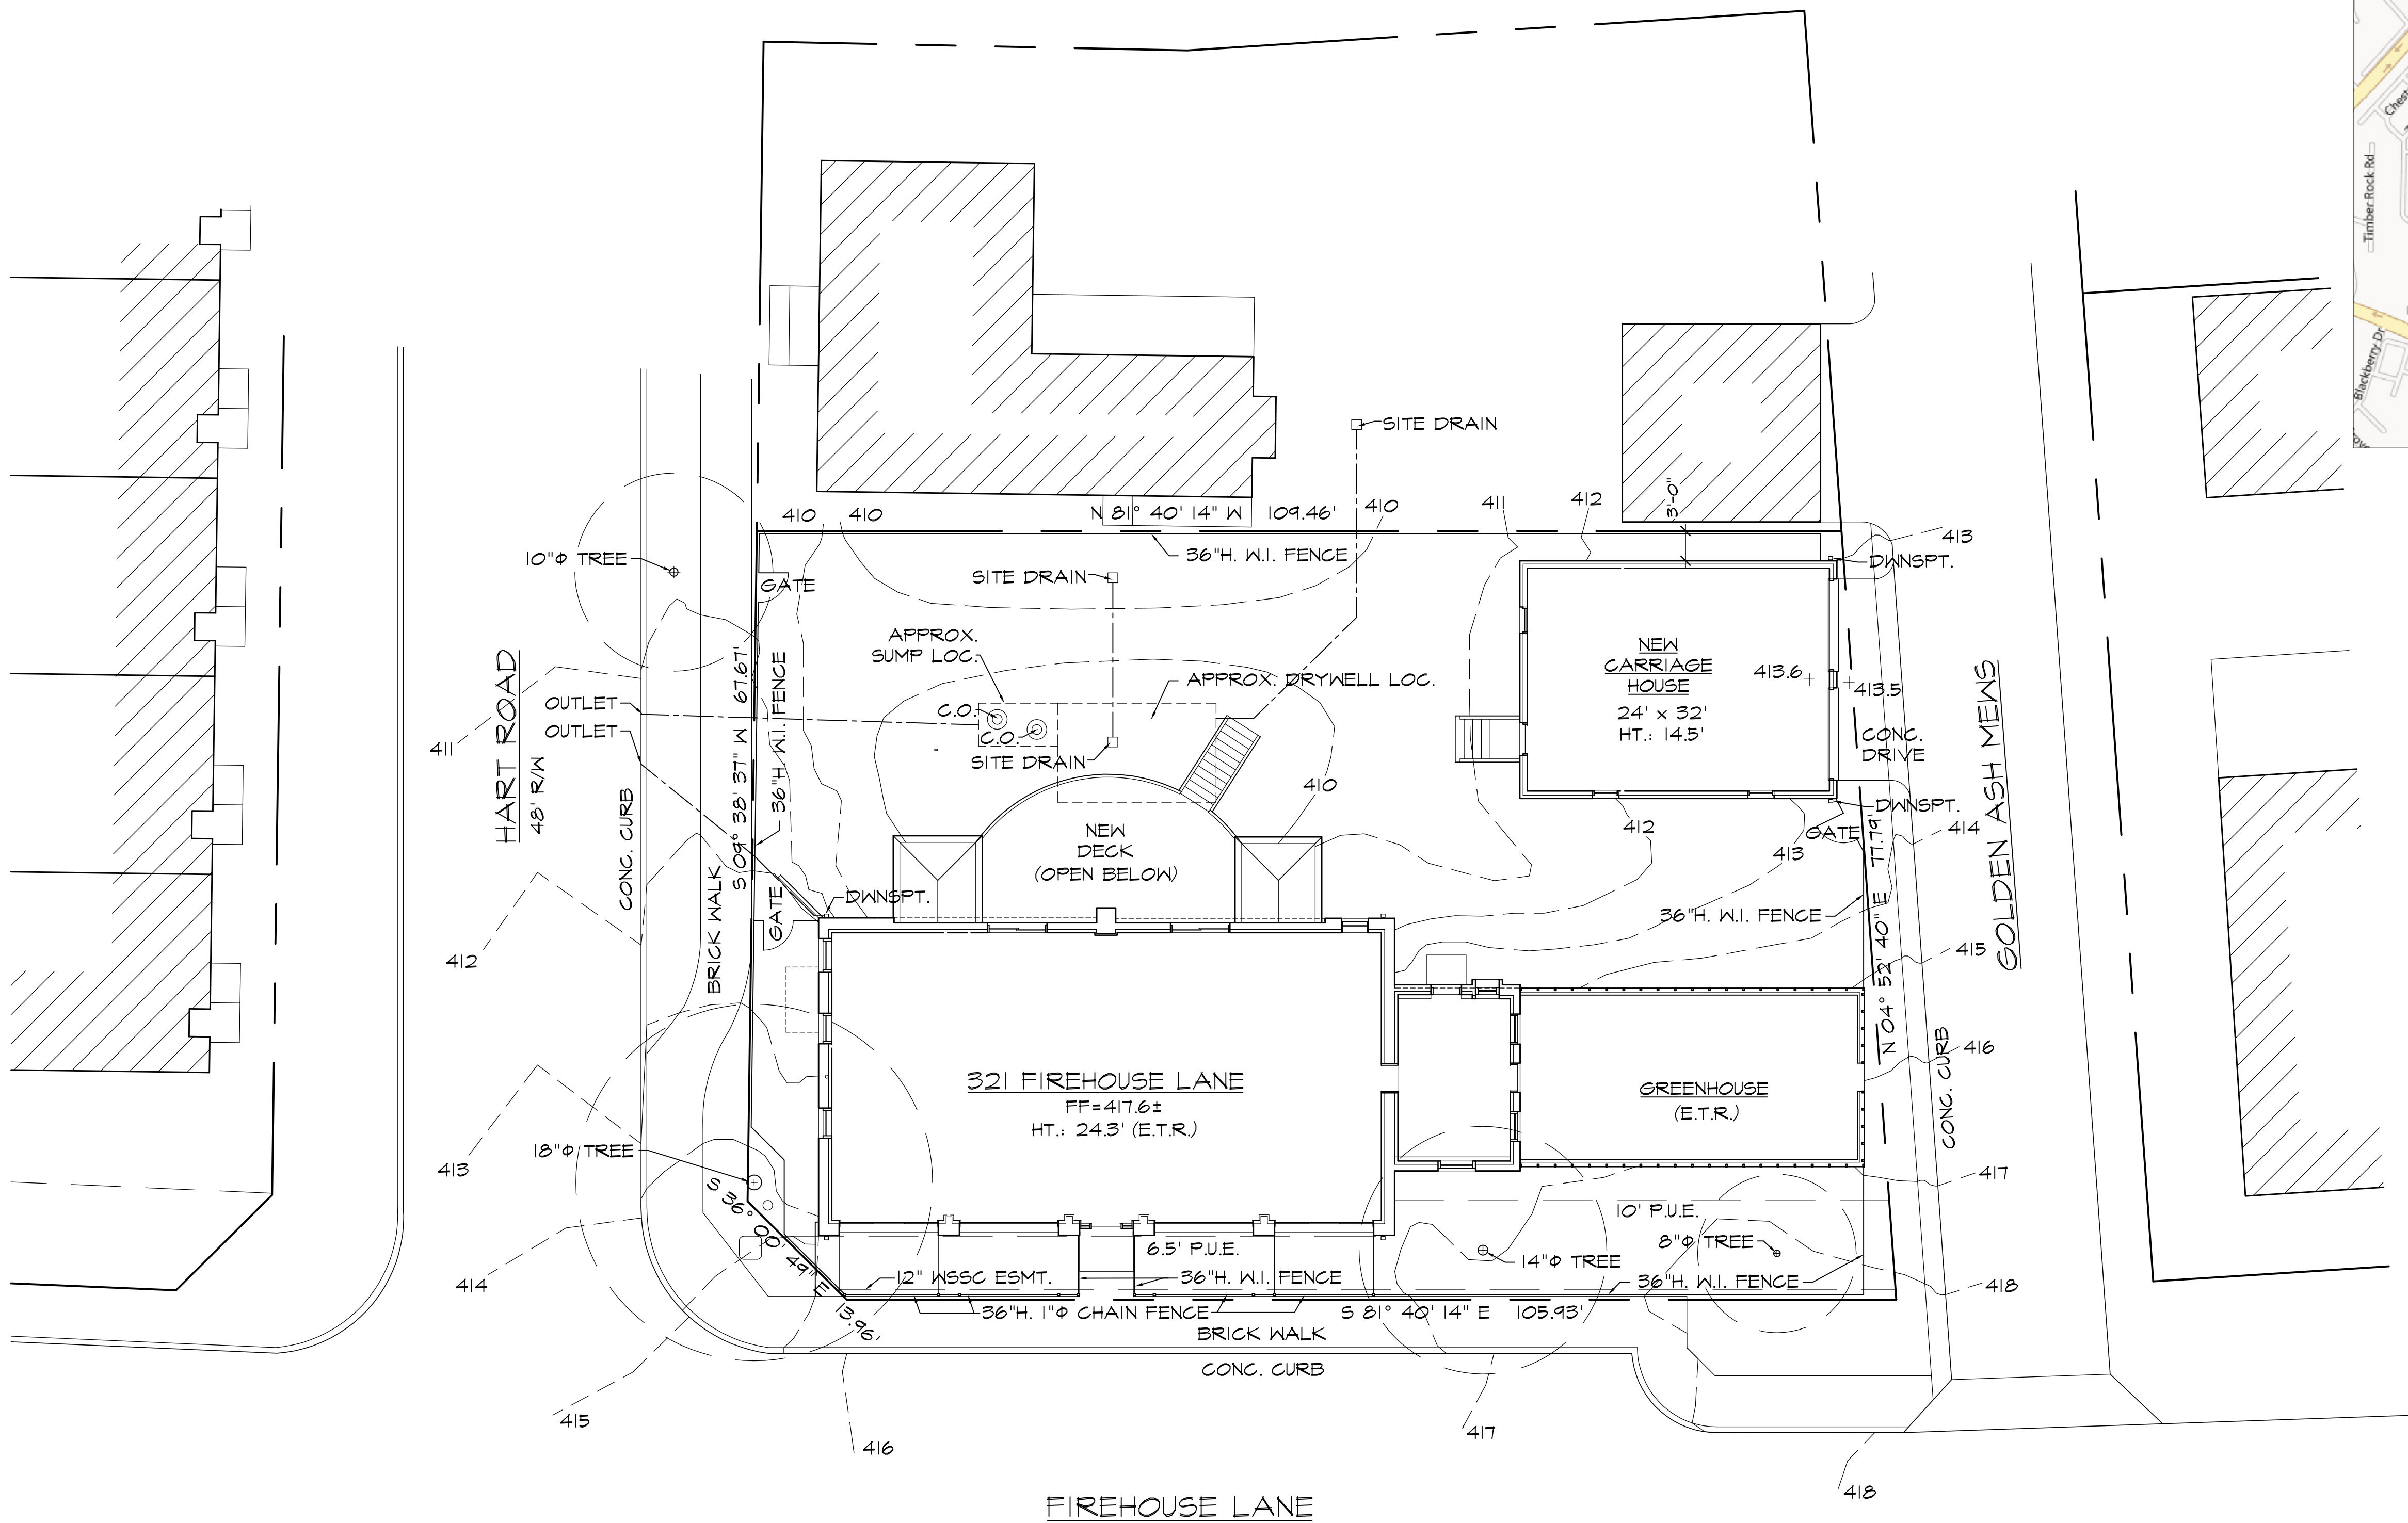 Chest
Timber Rock Rd
Blackberry Dr
SITE DRAIN
410
410
N 81° 40' 14" W 109.46'
410
411
412
3'-0"
413
10"Φ TREE
36"H. W.I. FENCE
DWNSPT.
GATE
SITE DRAIN
APPROX.
SUMP LOC.
NEW
CARRIAGE
HOUSE
24' x 32'
HT.: 14.5'
413.6
413.5
APPROX. DRYWELL LOC.
OUTLET
OUTLET
C.O.
C.O.
SITE DRAIN
411
HART ROAD
48' R/W
S 09° 38' 37" W 67.67'
36"H. W.I. FENCE
CONC.
DRIVE
GOLDEN ASH MEWS
410
CONC. CURB
NEW
DECK
(OPEN BELOW)
412
413
DWNSPT.
GATE
414
N 04° 52' 40" E 77.79'
BRICK WALK
GATE
DWNSPT.
36"H. W.I. FENCE
412
415
321 FIREHOUSE LANE
FF=417.6±
HT.: 24.3' (E.T.R.)
GREENHOUSE
(E.T.R.)
416
CONC. CURB
18"Φ TREE
413
417
S 36° 00' 49" E 13.96'
10' P.U.E.
6.5' P.U.E.
8"Φ TREE
14"Φ TREE
414
12" WSSC ESMT.
36"H. W.I. FENCE
36"H. W.I. FENCE
418
36"H. 1"Φ CHAIN FENCE
S 81° 40' 14" E 105.93'
BRICK WALK
CONC. CURB
415
416
417
418
FIREHOUSE LANE